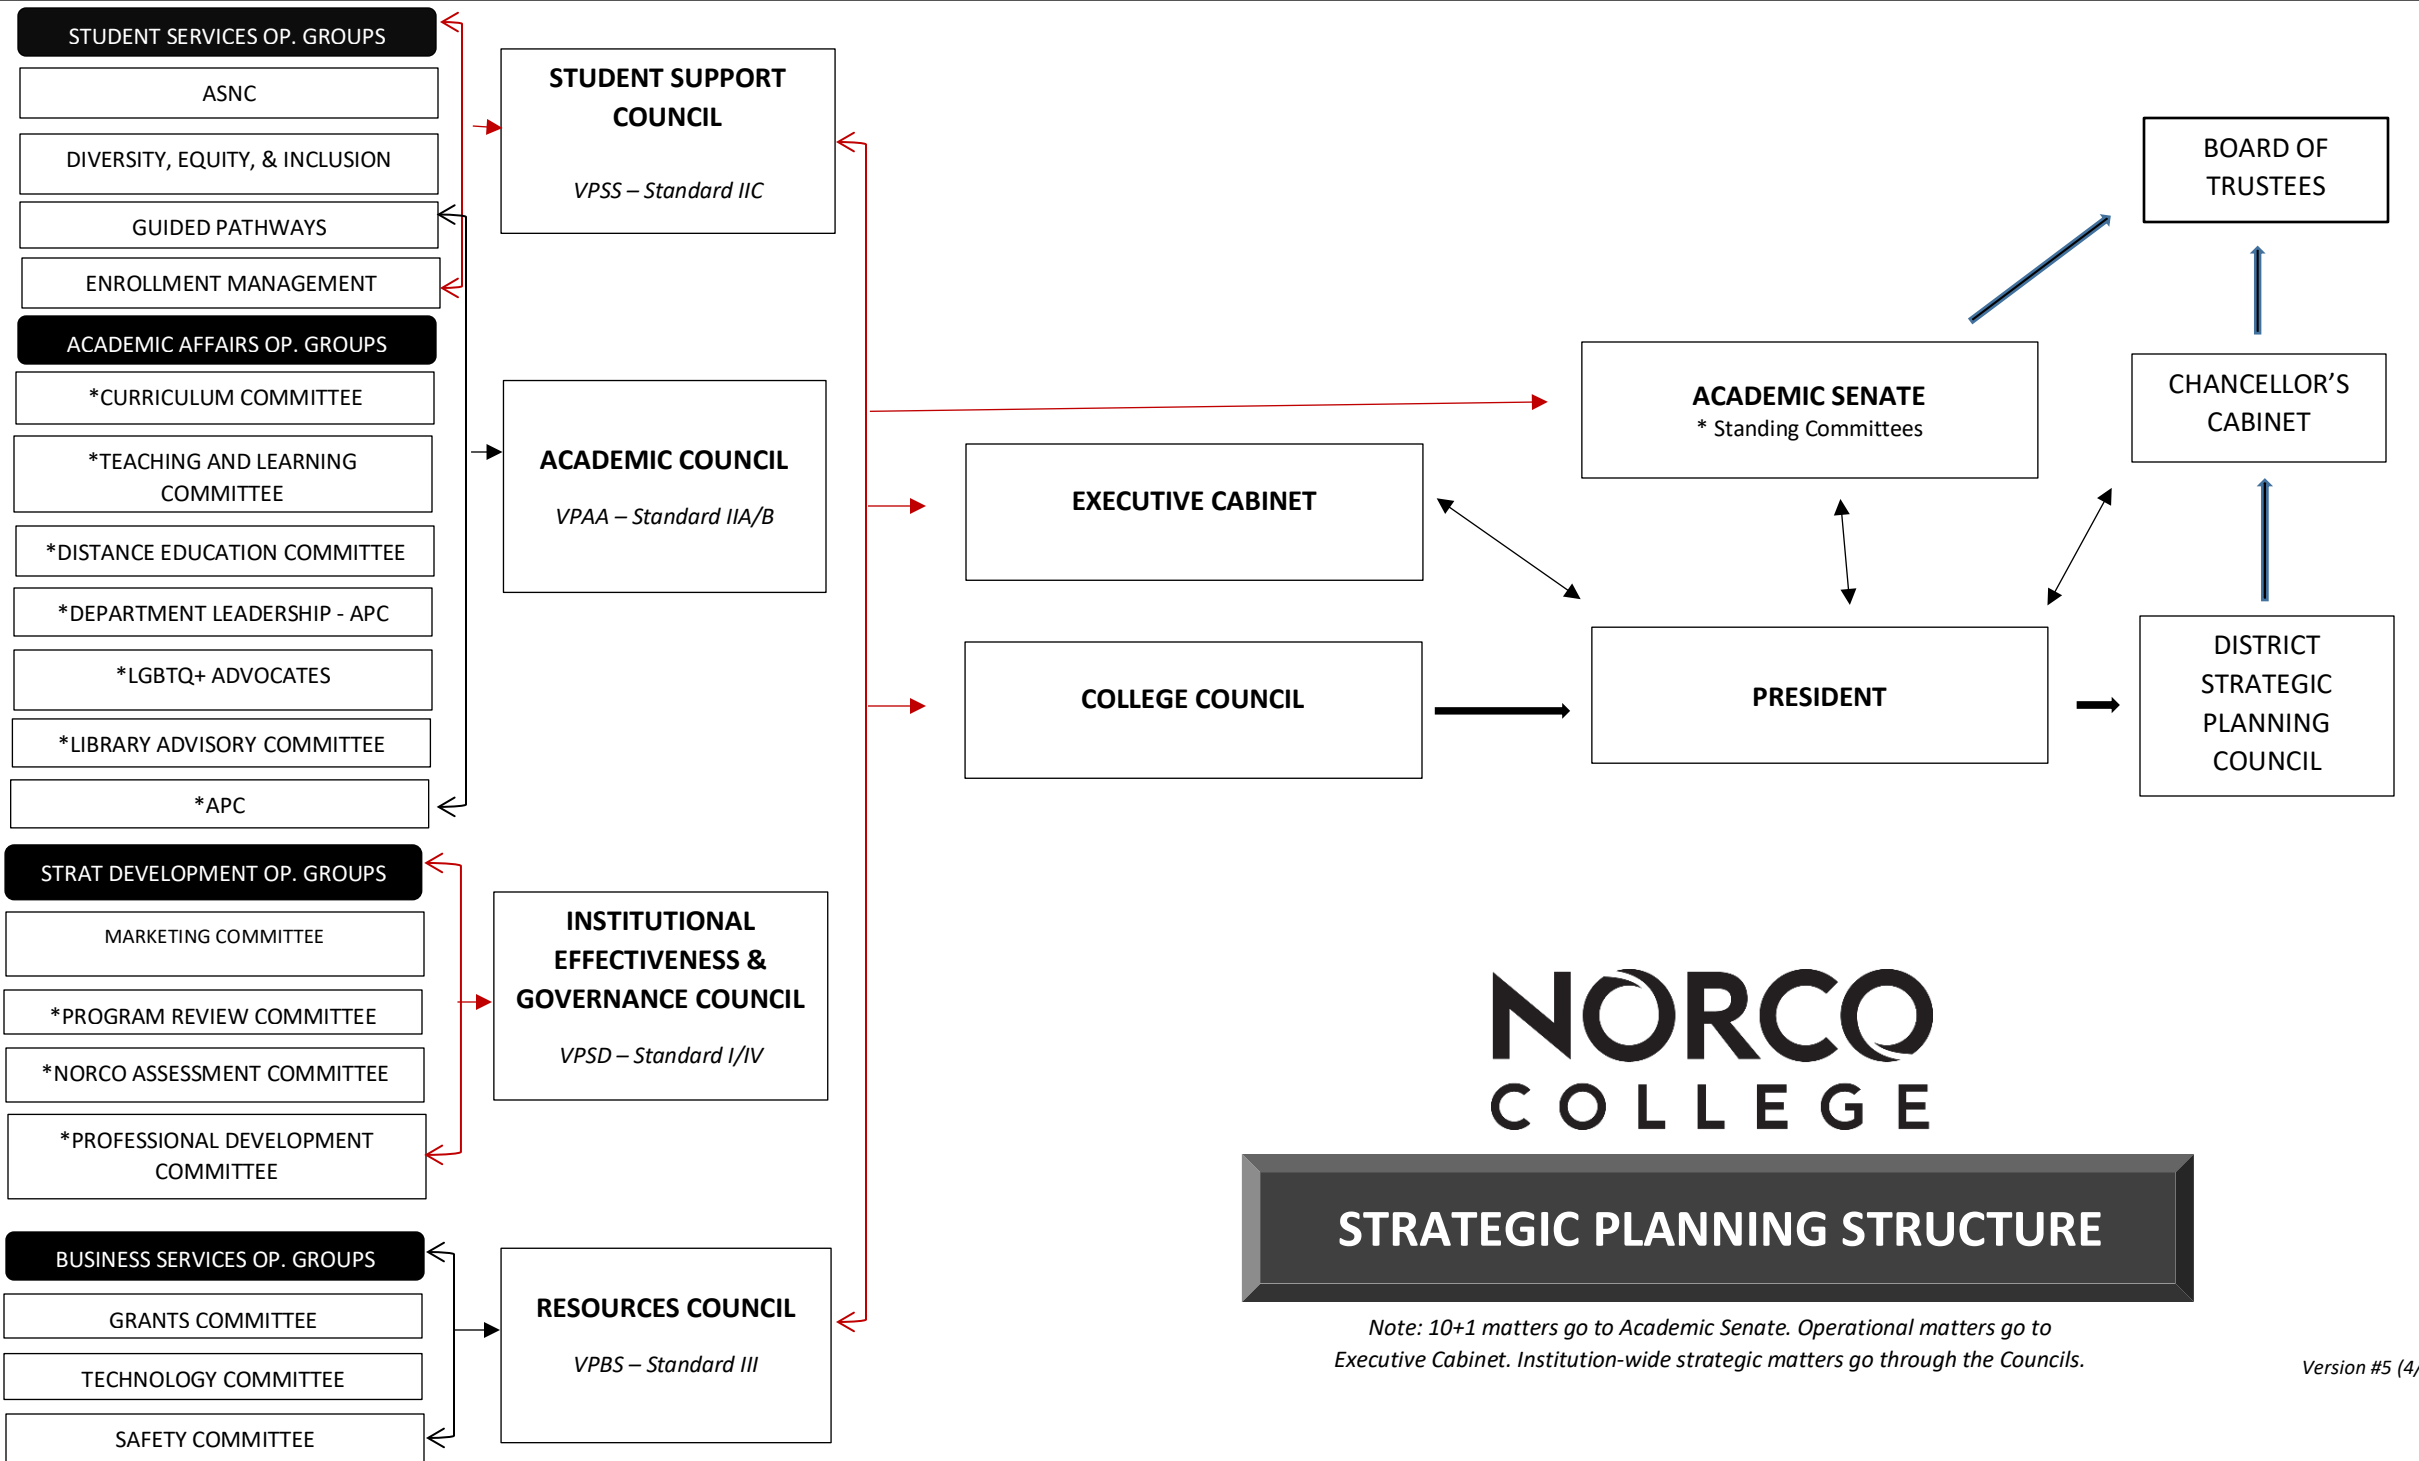 STUDENT SERVICES OP. GROUPS
ASNC
DIVERSITY, EQUITY, & INCLUSION
GUIDED PATHWAYS
ENROLLMENT MANAGEMENT
ACADEMIC AFFAIRS OP. GROUPS
*CURRICULUM COMMITTEE
*TEACHING AND LEARNING
COMMITTEE
*DISTANCE EDUCATION COMMITTEE
*DEPARTMENT LEADERSHIP - APC
*LGBTQ+ ADVOCATES
*LIBRARY ADVISORY COMMITTEE
*APC
STRAT DEVELOPMENT OP. GROUPS
MARKETING COMMITTEE
*PROGRAM REVIEW COMMITTEE
*NORCO ASSESSMENT COMMITTEE
*PROFESSIONAL DEVELOPMENT
COMMITTEE
BUSINESS SERVICES OP. GROUPS
GRANTS COMMITTEE
TECHNOLOGY COMMITTEE
SAFETY COMMITTEE
STUDENT SUPPORT
COUNCIL
VPSS – Standard IIC
ACADEMIC COUNCIL
VPAA – Standard IIA/B
INSTITUTIONAL
EFFECTIVENESS &
GOVERNANCE COUNCIL
VPSD – Standard I/IV
RESOURCES COUNCIL
VPBS – Standard III
EXECUTIVE CABINET
COLLEGE COUNCIL
ACADEMIC SENATE
* Standing Committees
PRESIDENT
BOARD OF
TRUSTEES
CHANCELLOR’S
CABINET
DISTRICT
STRATEGIC
PLANNING
COUNCIL
NORCO
COLLEGE
STRATEGIC PLANNING STRUCTURE
Note: 10+1 matters go to Academic Senate. Operational matters go to
Executive Cabinet. Institution-wide strategic matters go through the Councils.
Version #5 (4/